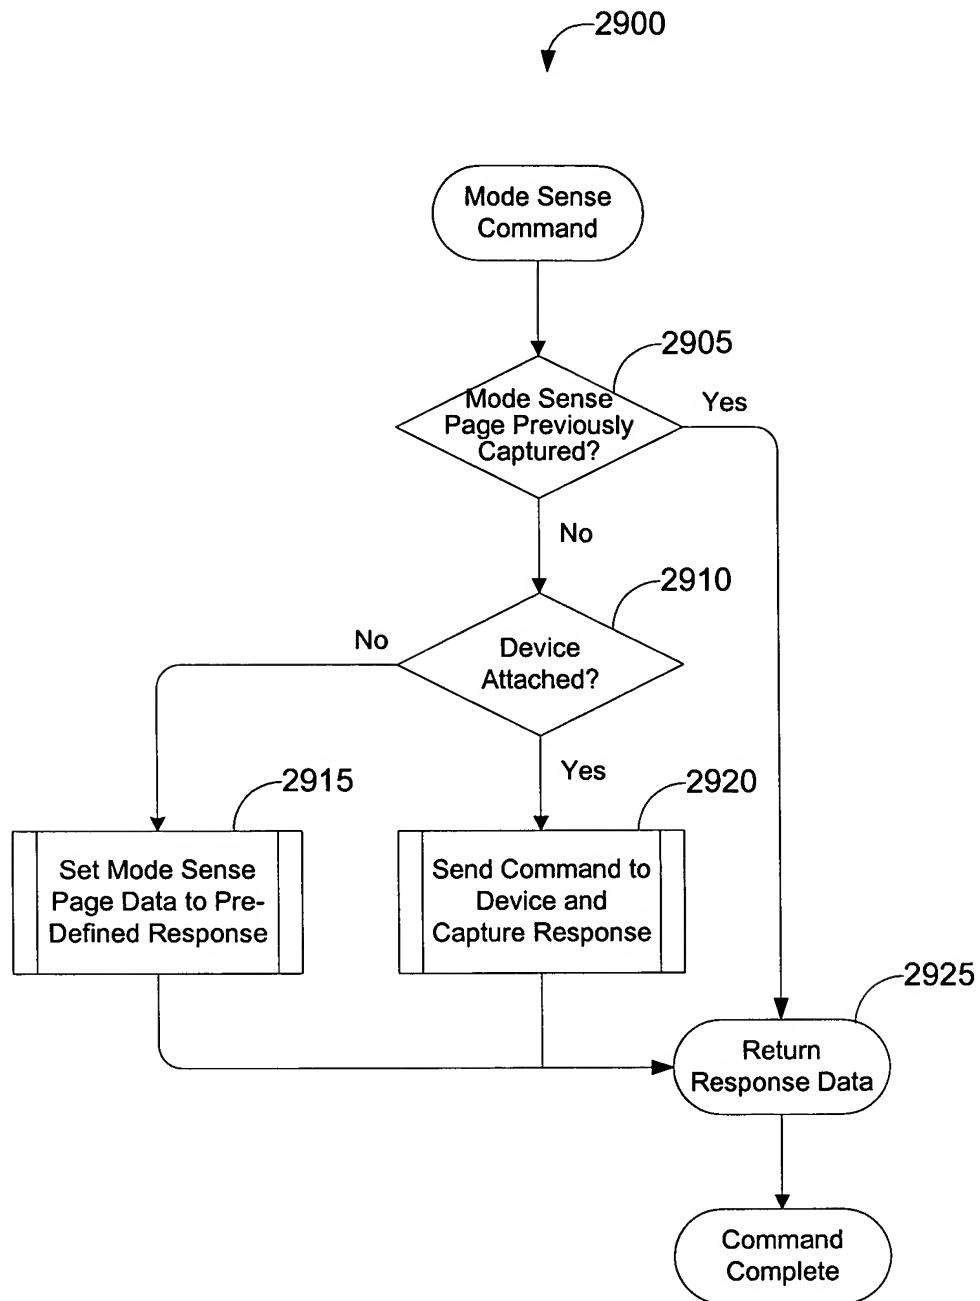 2900
Mode Sense
Command
2905
Mode Sense
Page Previously
Captured?
Yes
No
2910
Device
Attached?
No
Yes
2915
Set Mode Sense
Page Data to Pre-
Defined Response
2920
Send Command to
Device and
Capture Response
2925
Return
Response Data
Command
Complete